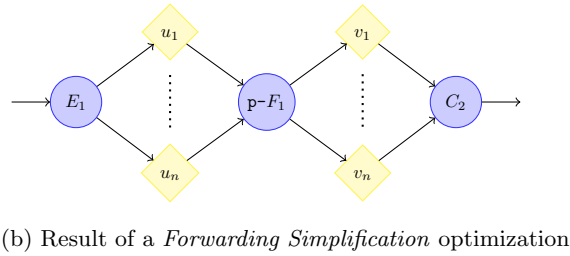 u1 v1
E1 p-F1 C2
un vn
(b) Result of a Forwarding Simplification optimization